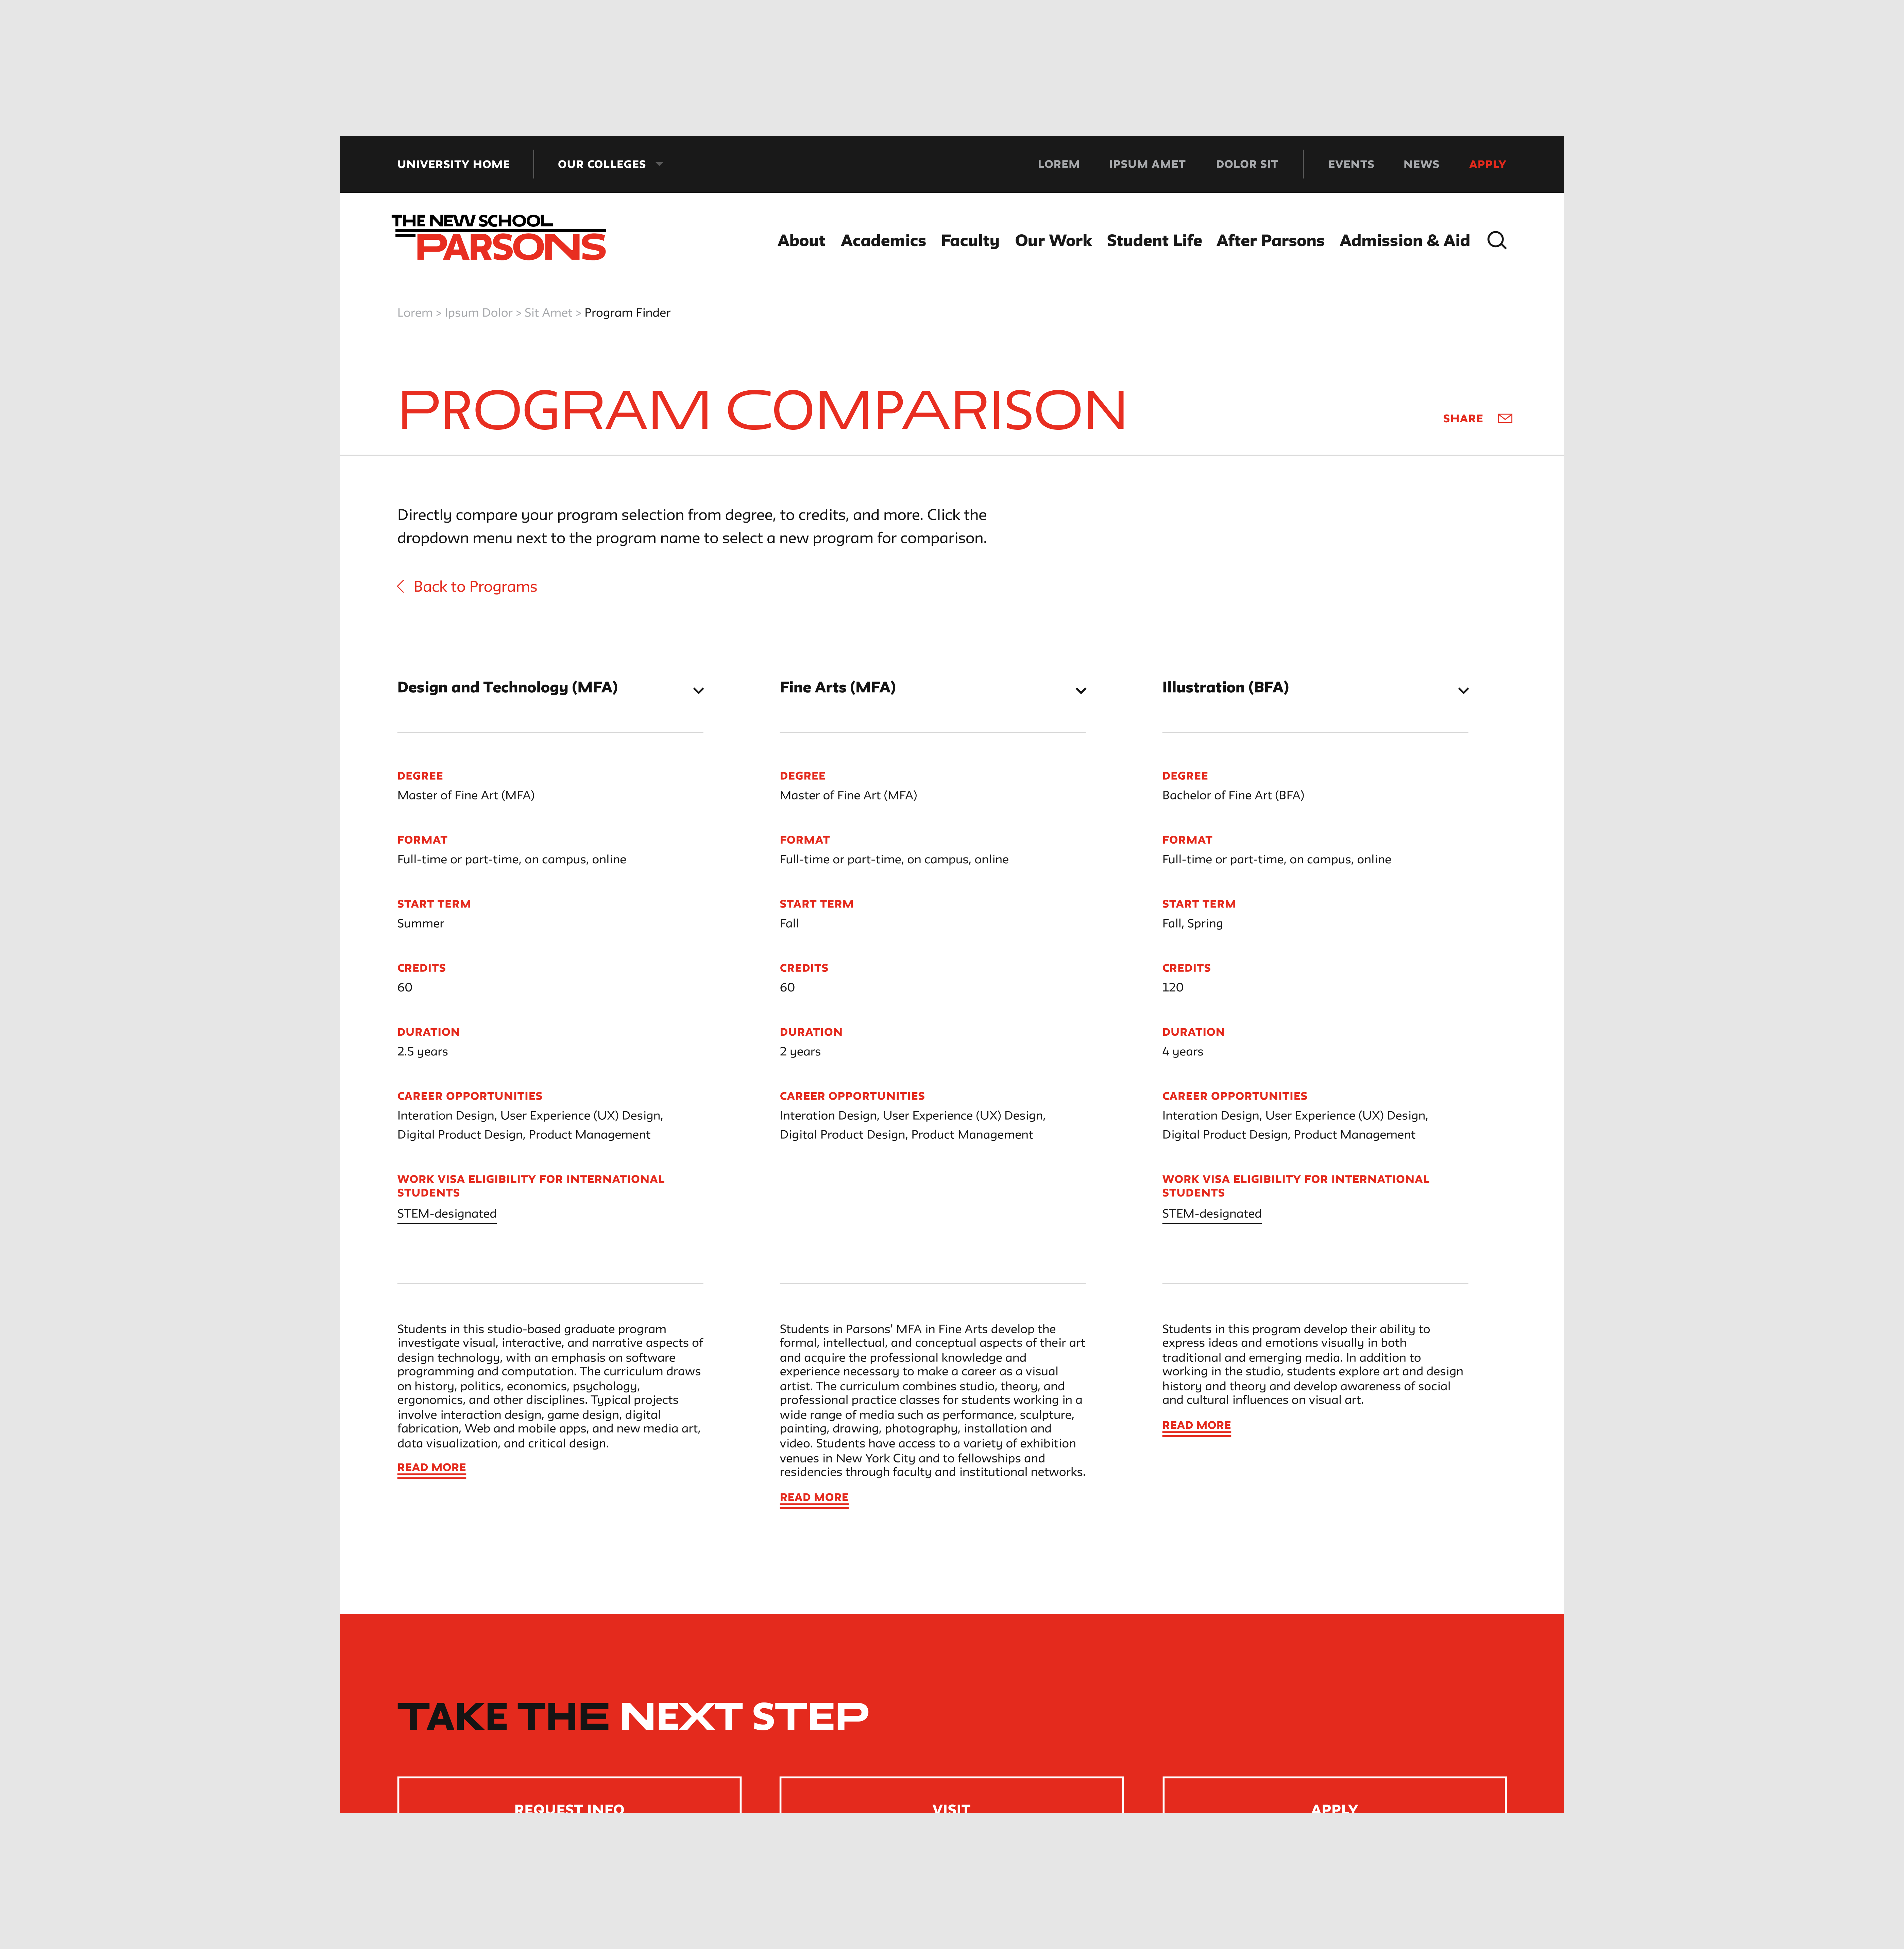 UNIVERSITY HOME
OUR COLLEGES
LOREM
IPSUM AMET
DOLOR SIT
EVENTS
NEWS
APPLY
THE NEW SCHOOL
PARSONS
About
Academics
Faculty
Our Work
Student Life
After Parsons
Admission & Aid
Lorem > Ipsum Dolor > Sit Amet > Program Finder
PROGRAM COMPARISON
SHARE
Directly compare your program selection from degree, to credits, and more. Click the
dropdown menu next to the program name to select a new program for comparison.
Back to Programs
Design and Technology (MFA)
DEGREE
Master of Fine Art (MFA)
FORMAT
Full-time or part-time, on campus, online
START TERM
Summer
CREDITS
60
DURATION
2.5 years
CAREER OPPORTUNITIES
Interation Design, User Experience (UX) Design,
Digital Product Design, Product Management
WORK VISA ELIGIBILITY FOR INTERNATIONAL
STUDENTS
STEM-designated
Students in this studio-based graduate program
investigate visual, interactive, and narrative aspects of
design technology, with an emphasis on software
programming and computation. The curriculum draws
on history, politics, economics, psychology,
ergonomics, and other disciplines. Typical projects
involve interaction design, game design, digital
fabrication, Web and mobile apps, and new media art,
data visualization, and critical design.
READ MORE
Fine Arts (MFA)
DEGREE
Master of Fine Art (MFA)
FORMAT
Full-time or part-time, on campus, online
START TERM
Fall
CREDITS
60
DURATION
2 years
CAREER OPPORTUNITIES
Interation Design, User Experience (UX) Design,
Digital Product Design, Product Management
Students in Parsons' MFA in Fine Arts develop the
formal, intellectual, and conceptual aspects of their art
and acquire the professional knowledge and
experience necessary to make a career as a visual
artist. The curriculum combines studio, theory, and
professional practice classes for students working in a
wide range of media such as performance, sculpture,
painting, drawing, photography, installation and
video. Students have access to a variety of exhibition
venues in New York City and to fellowships and
residencies through faculty and institutional networks.
READ MORE
Illustration (BFA)
DEGREE
Bachelor of Fine Art (BFA)
FORMAT
Full-time or part-time, on campus, online
START TERM
Fall, Spring
CREDITS
120
DURATION
4 years
CAREER OPPORTUNITIES
Interation Design, User Experience (UX) Design,
Digital Product Design, Product Management
WORK VISA ELIGIBILITY FOR INTERNATIONAL
STUDENTS
STEM-designated
Students in this program develop their ability to
express ideas and emotions visually in both
traditional and emerging media. In addition to
working in the studio, students explore art and design
history and theory and develop awareness of social
and cultural influences on visual art.
READ MORE
TAKE THE NEXT STEP
REQUEST INFO
VISIT
APPLY